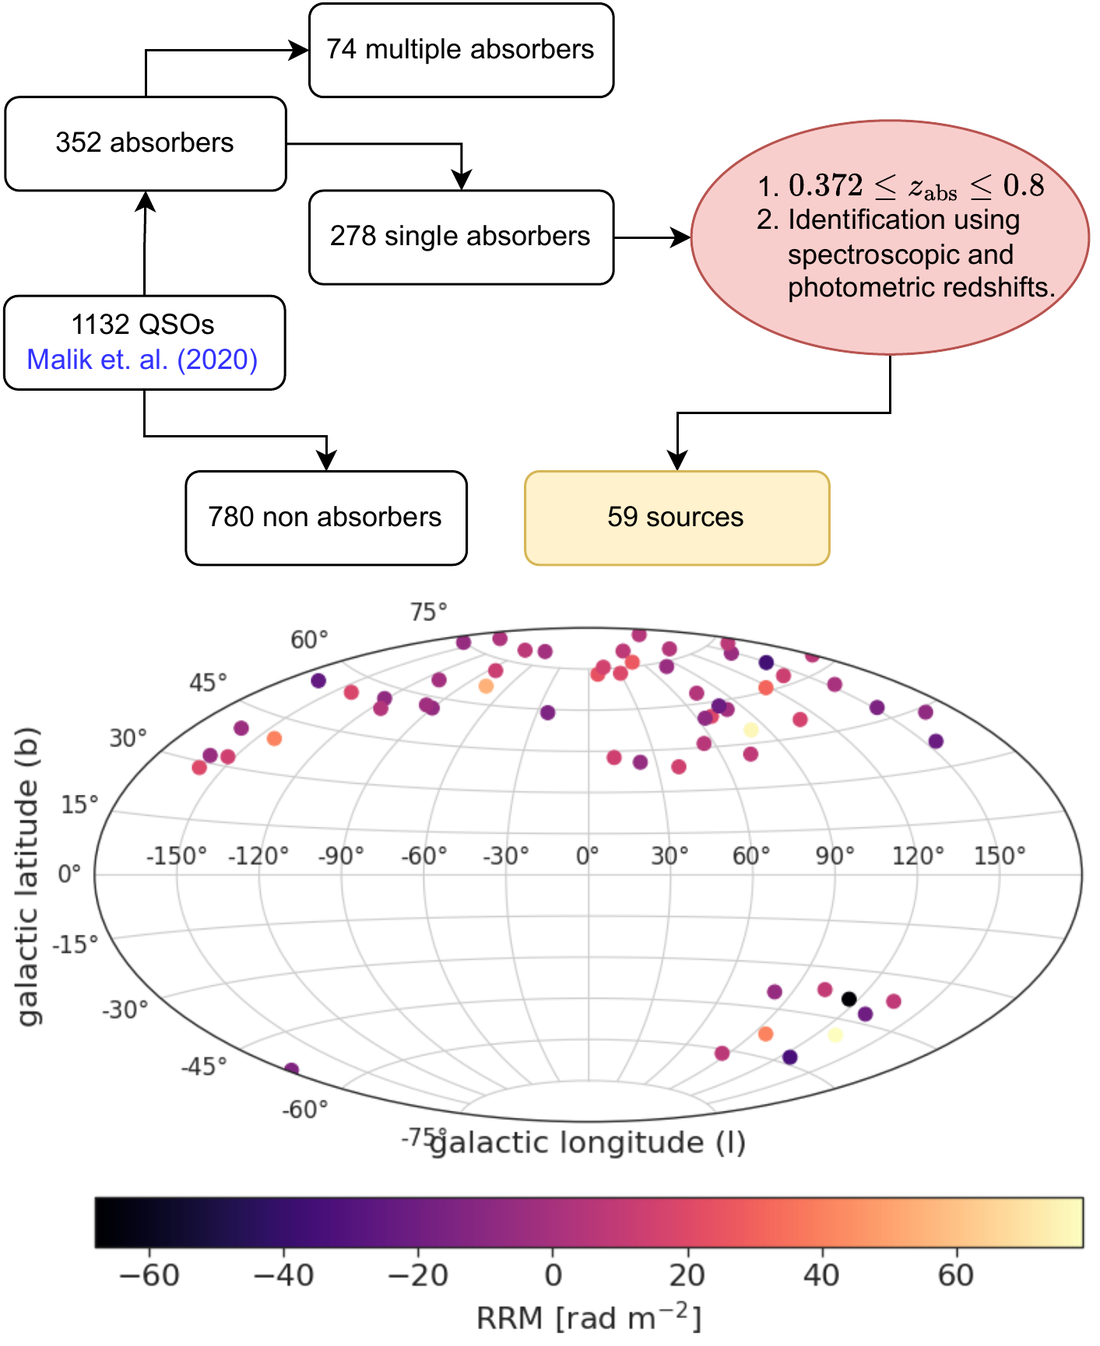 74 multiple absorbers
352 absorbers
278 single absorbers
1. 0.372 ≤ z_abs ≤ 0.8
2. Identification using
spectroscopic and
photometric redshifts.
1132 QSOs
Malik et. al. (2020)
780 non absorbers
59 sources
75°
60°
45°
30°
15°
0°
-15°
-30°
-45°
-60°
-75°
-150° -120° -90° -60° -30° 0° 30° 60° 90° 120° 150°
galactic latitude (b)
galactic longitude (l)
−60 −40 −20 0 20 40 60
RRM [rad m⁻²]